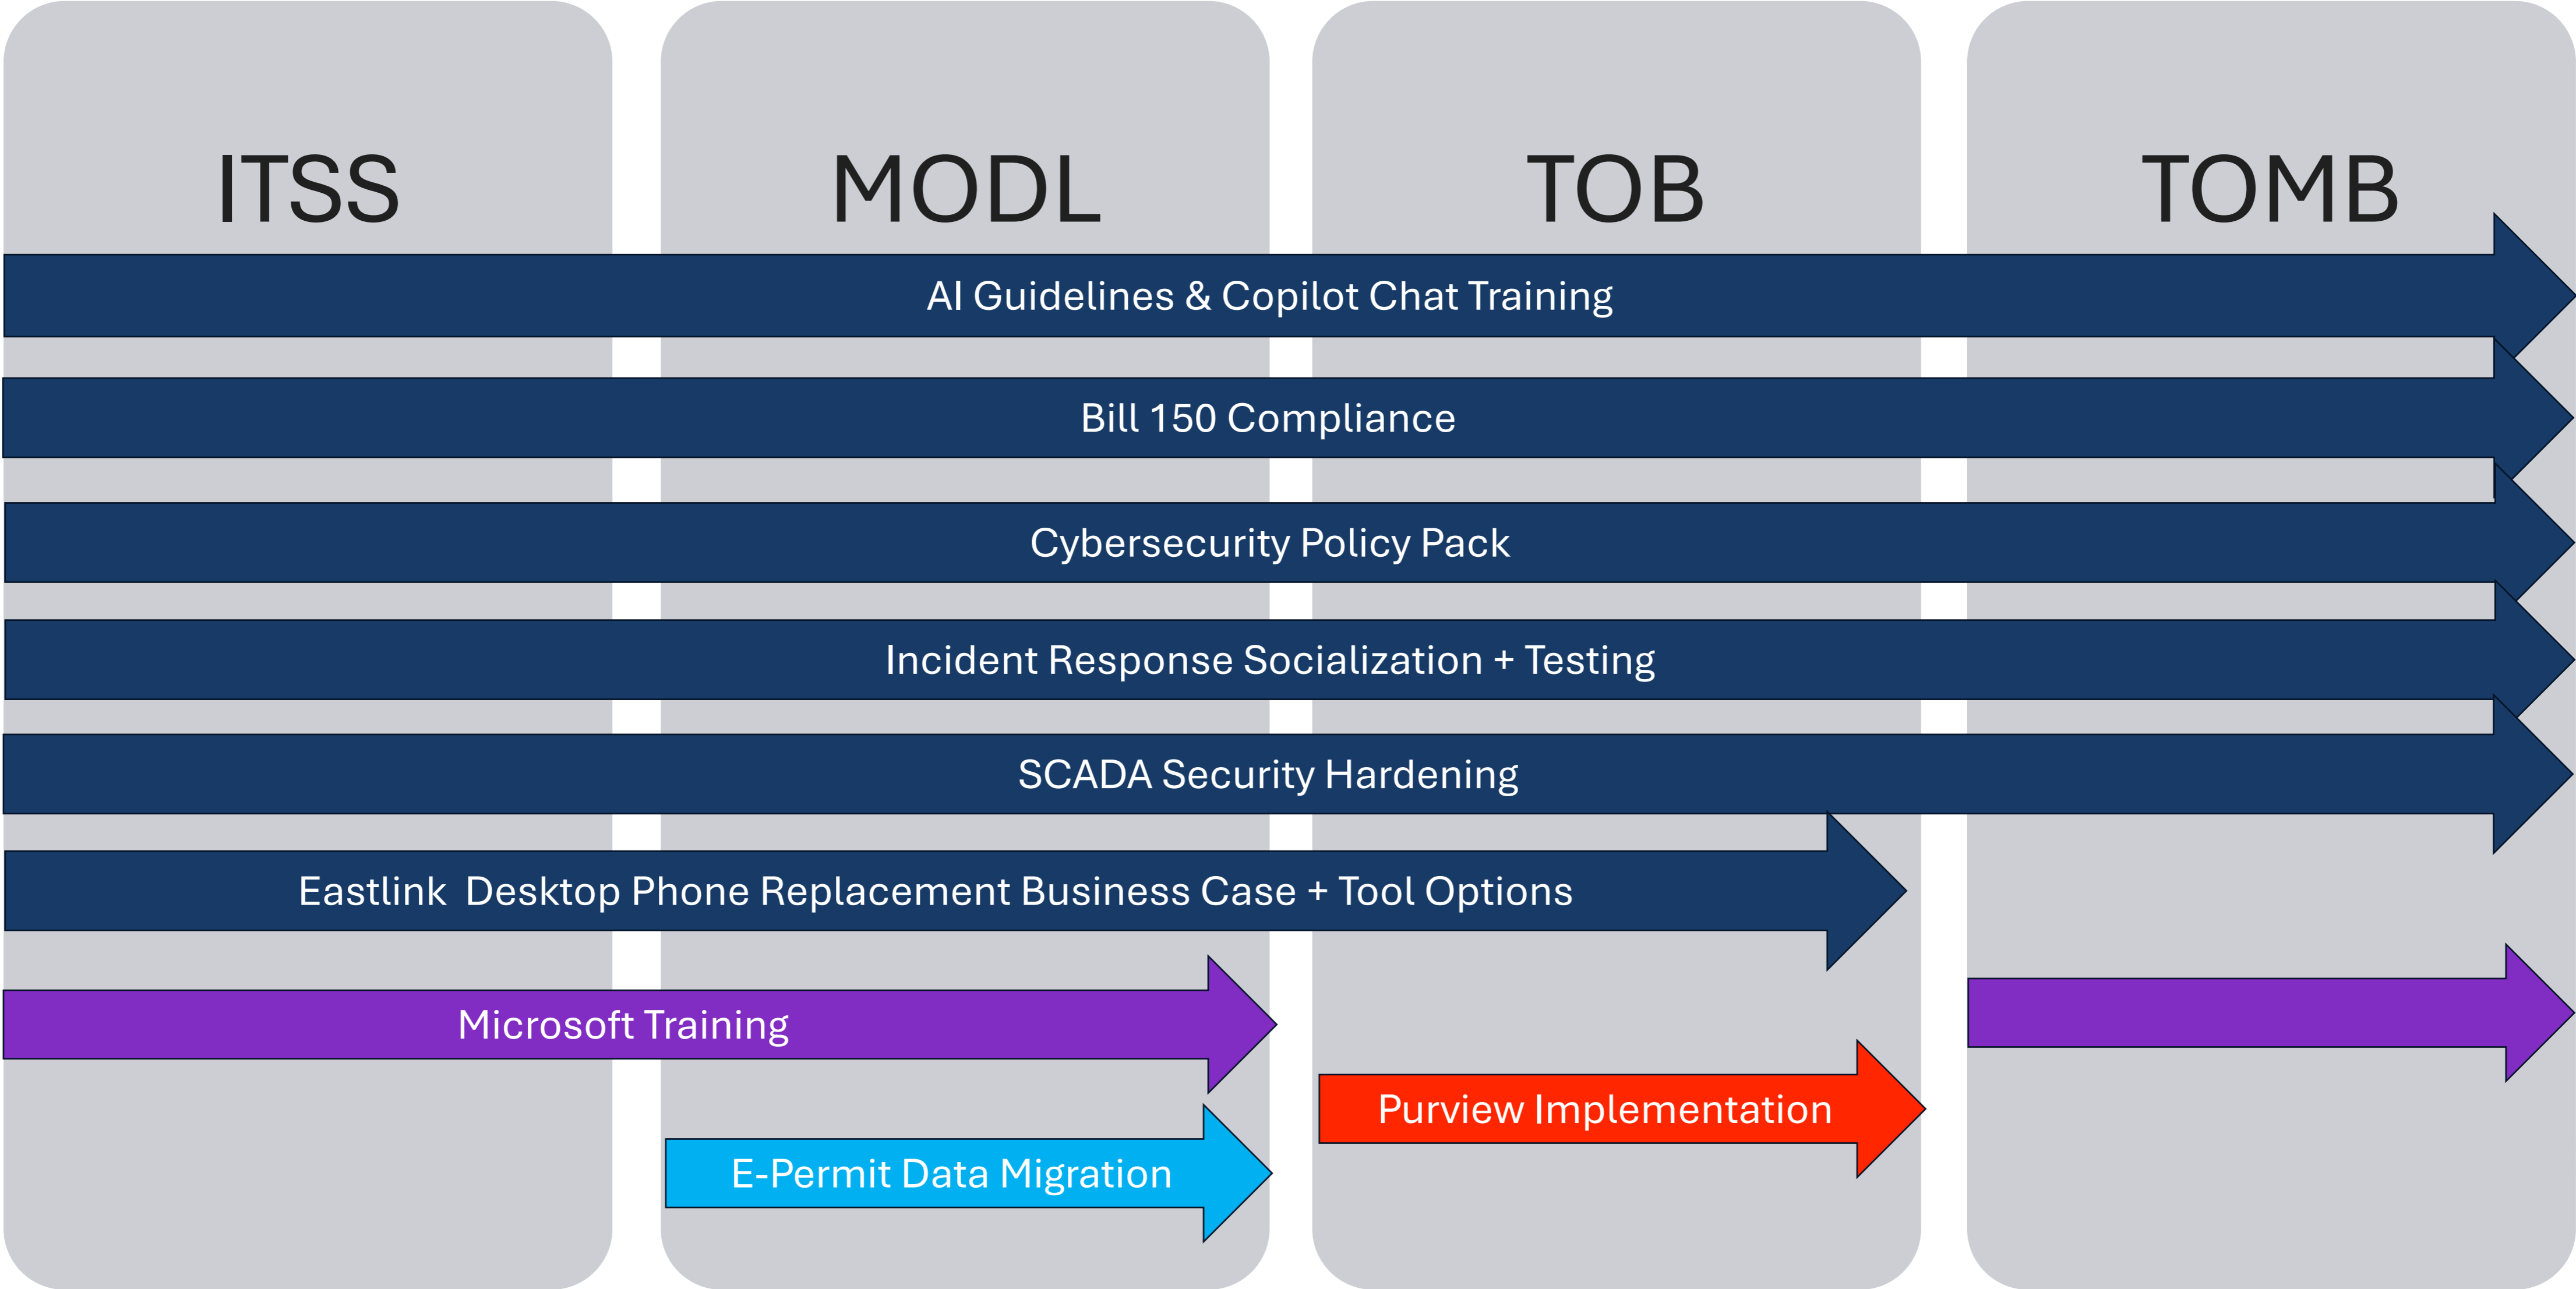 ITSS
MODL
TOB
TOMB
AI Guidelines & Copilot Chat Training
Bill 150 Compliance
Cybersecurity Policy Pack
Incident Response Socialization + Testing
SCADA Security Hardening
Eastlink  Desktop Phone Replacement Business Case + Tool Options
Microsoft Training
Purview Implementation
E-Permit Data Migration